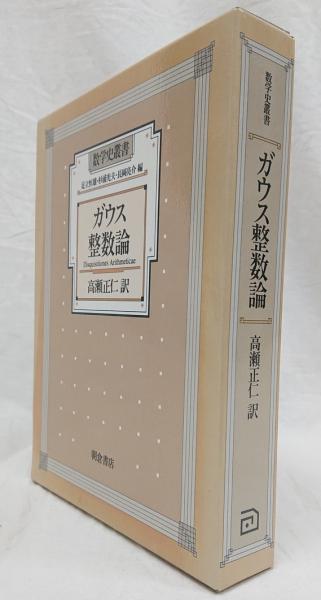 数学史叢書
足立恒雄・杉浦光夫・長岡亮介 編
ガウス
整数論
Disquisitiones Arithmeticae
高瀬正仁 訳
朝倉書店
数学史叢書
ガウス整数論
高瀬正仁 訳